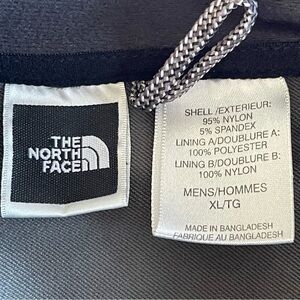 THE
NORTH
FACE
SHELL /EXTERIEUR:
95% NYLON
5% SPANDEX
LINING A/DOUBLURE A:
100% POLYESTER
LINING B/DOUBLURE B:
100% NYLON
MENS/HOMMES
XL/TG
MADE IN BANGLADESH
FABRIQUE AU BANGLADESH